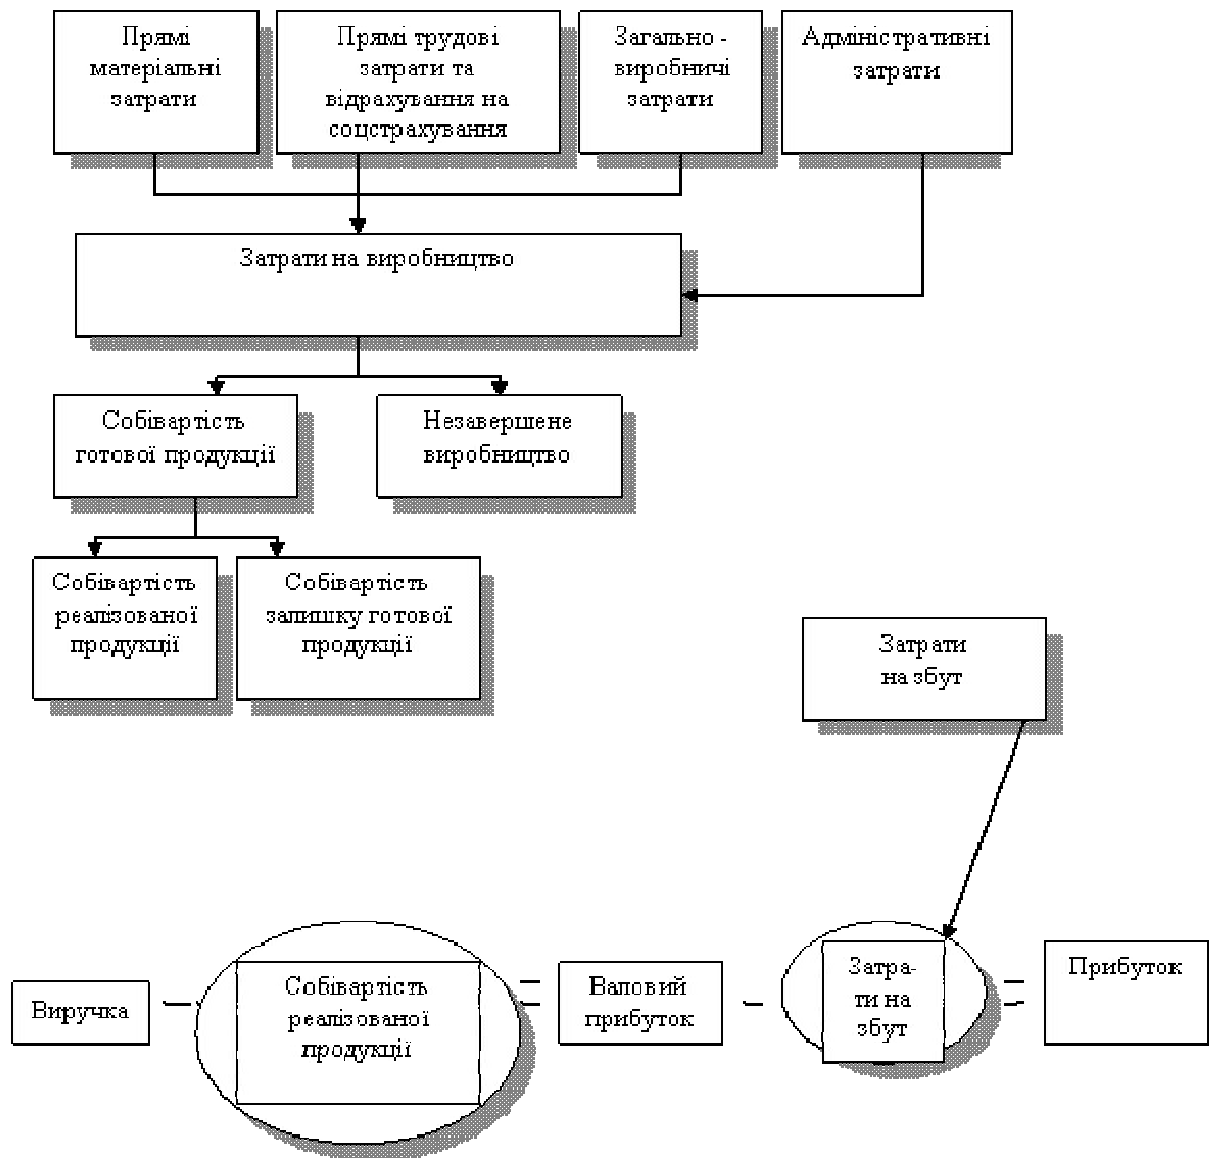 Прямі
матеріальні
затрати
Прямі трудові
затрати та
відрахування на
соцстрахування
Загально -
виробничі
затрати
Адміністративні
затрати
Затрати на виробництво
Собівартість
готової продукції
Незавершене
виробництво
Собівартість
реалізованої
продукції
Собівартість
залишку готової
продукції
Затрати
на збут
Виручка
–
Собівартість
реалізованої
продукції
=
Валовий
прибуток
–
Затра-
ти на
збут
=
Прибуток